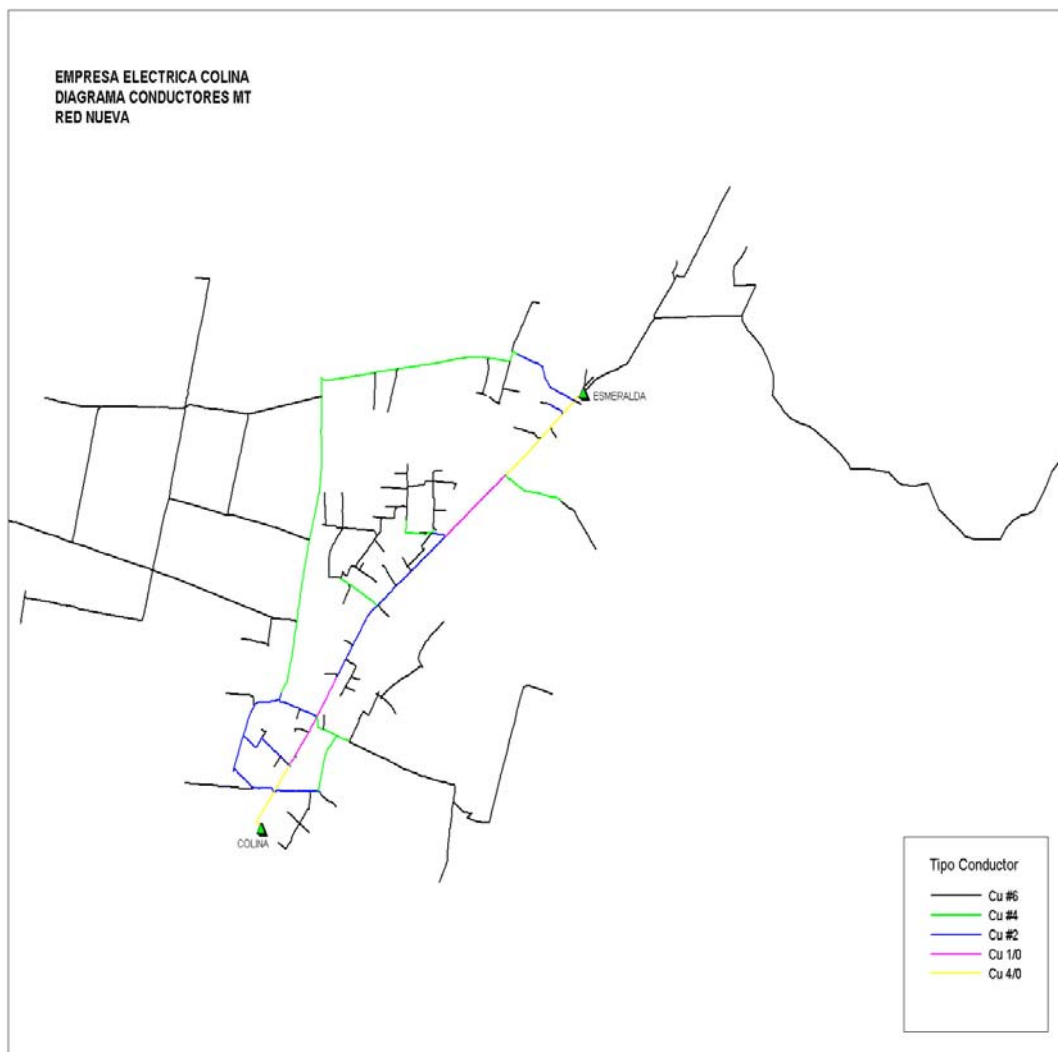 EMPRESA ELECTRICA COLINA
DIAGRAMA CONDUCTORES MT
RED NUEVA
ESMERALDA
COLINA
Tipo Conductor
Cu #6
Cu #4
Cu #2
Cu 1/0
Cu 4/0